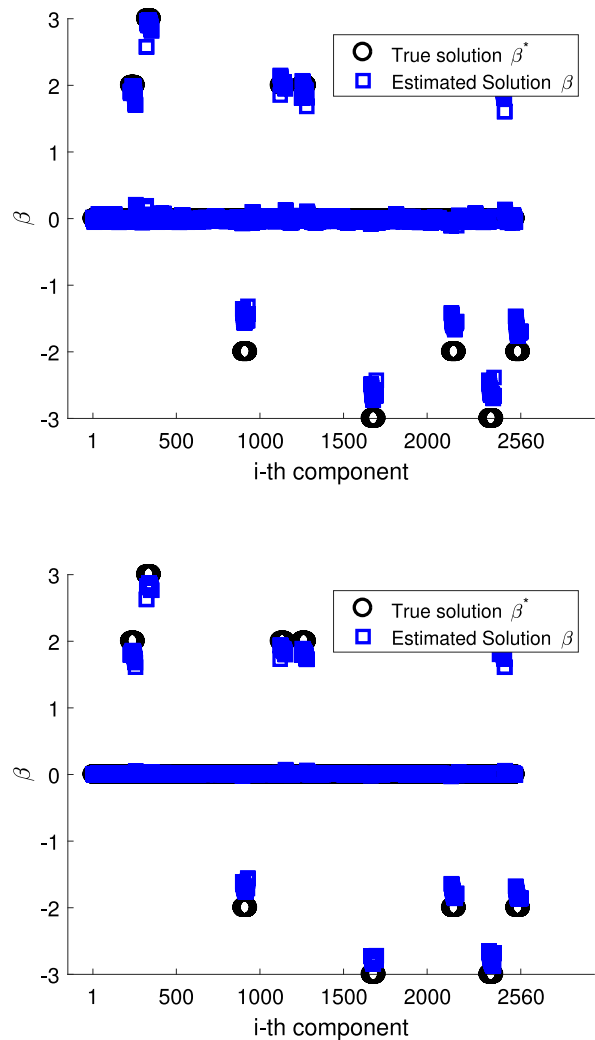 3
2
1
0
-1
-2
-3
β
True solution β*
Estimated Solution β
1 500 1000 1500 2000 2560
i-th component
3
2
1
0
-1
-2
-3
β
True solution β*
Estimated Solution β
1 500 1000 1500 2000 2560
i-th component